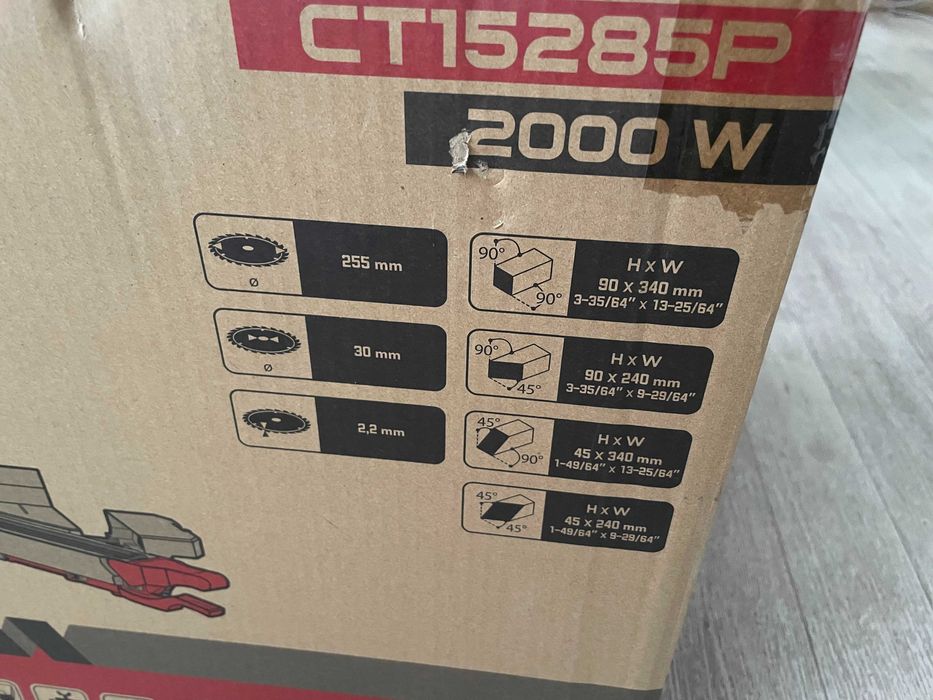 CT15285P
2000 W
255 mm
Ø
30 mm
Ø
2,2 mm
90°
90°
H x W
90 x 340 mm
3-35/64" x 13-25/64"
90°
45°
H x W
90 x 240 mm
3-35/64" x 9-29/64"
45°
90°
H x W
45 x 340 mm
1-49/64" x 13-25/64"
45°
45°
H x W
45 x 240 mm
1-49/64" x 9-29/64"